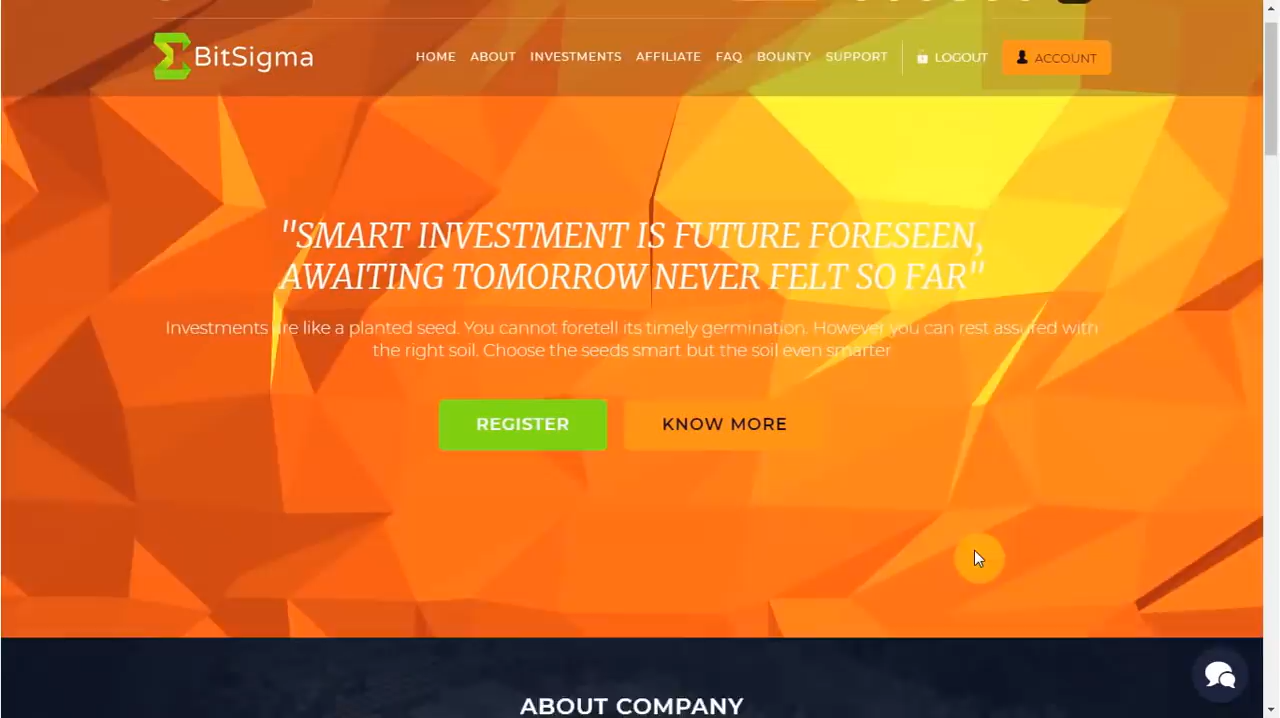 BitSigma
HOME ABOUT INVESTMENTS AFFILIATE FAQ BOUNTY SUPPORT LOGOUT ACCOUNT
"SMART INVESTMENT IS FUTURE FORESEEN,
AWAITING TOMORROW NEVER FELT SO FAR"
Investments are like a planted seed. You cannot foretell its timely germination. However you can rest assured with
the right soil. Choose the seeds smart but the soil even smarter
REGISTER KNOW MORE
ABOUT COMPANY